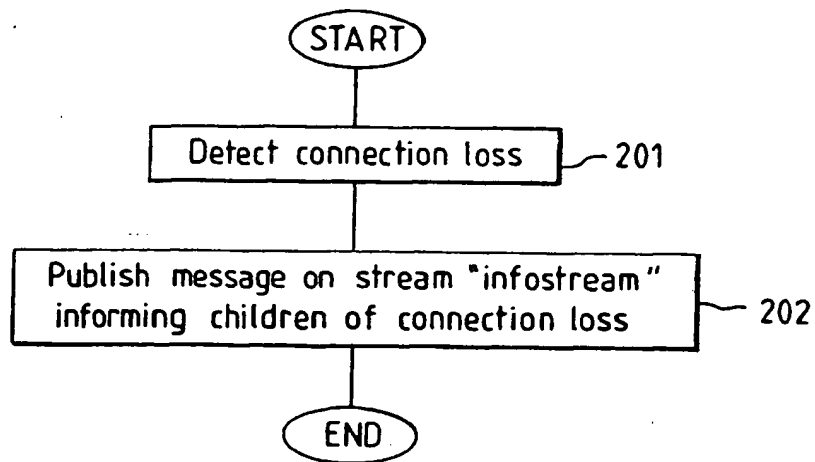 START
Detect connection loss
201
Publish message on stream "infostream"
informing children of connection loss
202
END